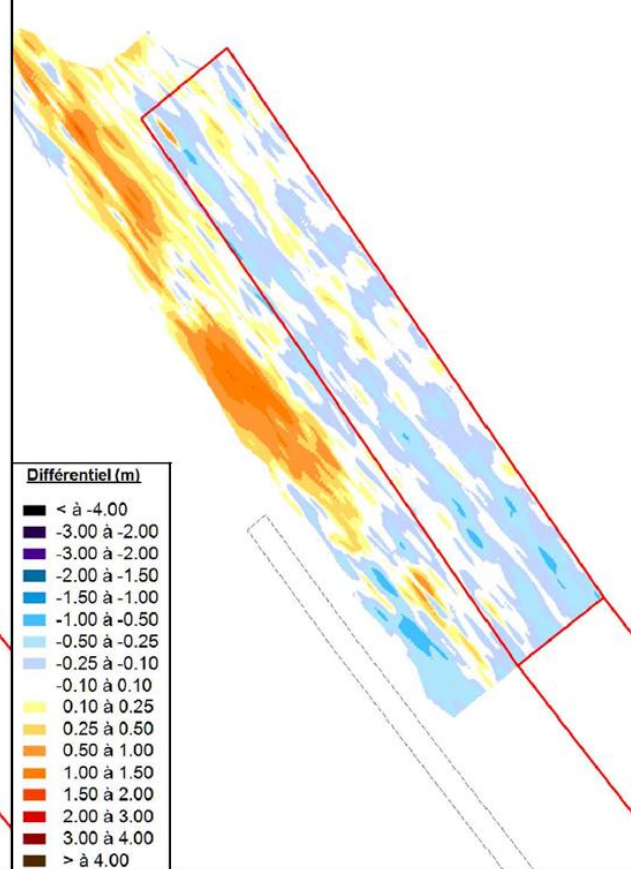 Différentiel (m)
< à -4.00
-3.00 à -2.00
-3.00 à -2.00
-2.00 à -1.50
-1.50 à -1.00
-1.00 à -0.50
-0.50 à -0.25
-0.25 à -0.10
-0.10 à 0.10
0.10 à 0.25
0.25 à 0.50
0.50 à 1.00
1.00 à 1.50
1.50 à 2.00
2.00 à 3.00
3.00 à 4.00
> à 4.00